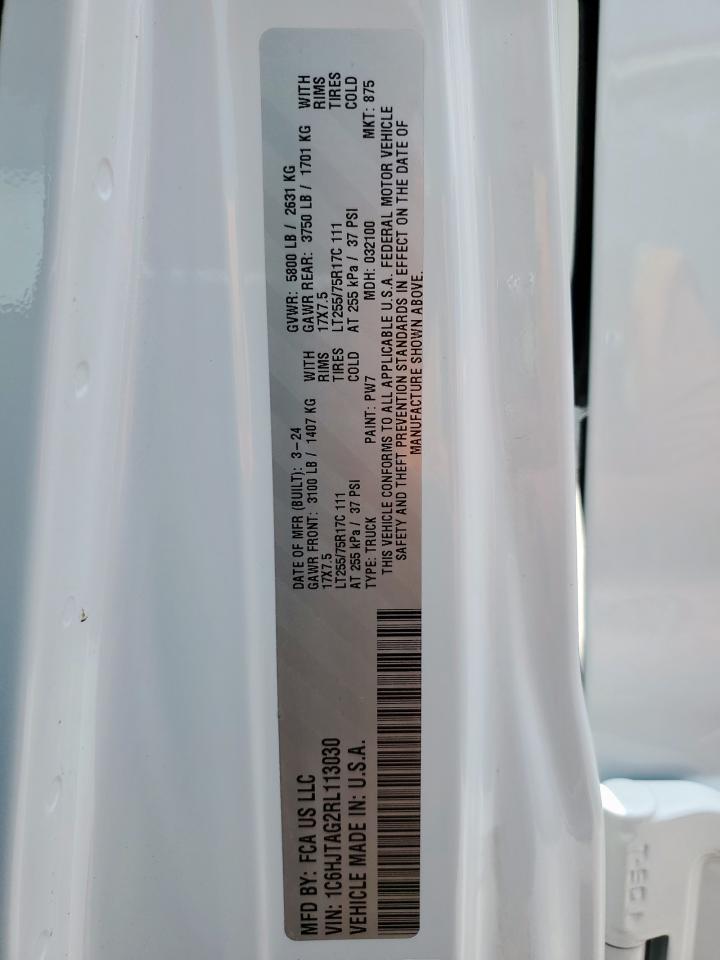 MFD BY: FCA US LLC
VIN: 1C6HJTAG2RL113030
VEHICLE MADE IN: U.S.A.
DATE OF MFR (BUILT): 3-24 GVWR: 5800 LB / 2631 KG
GAWR FRONT: 3100 LB / 1407 KG WITH GAWR REAR: 3750 LB / 1701 KG WITH
17X7.5 RIMS 17X7.5 RIMS
LT255/75R17C 111 TIRES LT255/75R17C 111 TIRES
AT 255 kPa / 37 PSI COLD AT 255 kPa / 37 PSI COLD
TYPE: TRUCK PAINT: PW7 MDH: 032100 MKT: 875
THIS VEHICLE CONFORMS TO ALL APPLICABLE U.S.A. FEDERAL MOTOR VEHICLE
SAFETY AND THEFT PREVENTION STANDARDS IN EFFECT ON THE DATE OF
MANUFACTURE SHOWN ABOVE.